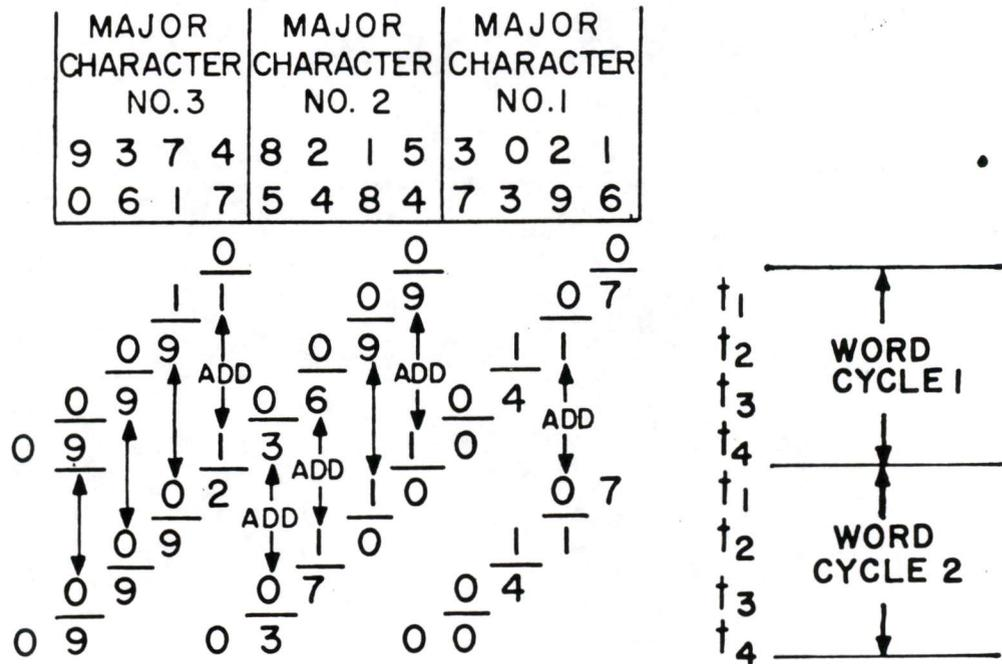 MAJOR MAJOR MAJOR
CHARACTER CHARACTER CHARACTER
NO.3 NO. 2 NO.1
9 3 7 4 8 2 1 5 3 0 2 1
0 6 1 7 5 4 8 4 7 3 9 6
0 0 0
1 1 0 9 0 7 t1
0 9 0 9 1 1 t2 WORD
ADD ADD CYCLE 1
0 9 0 6 0 4 t3
ADD
0 9 1 3 1 0 t4
ADD
0 2 1 0 0 7 t1
ADD
0 9 1 0 1 1 t2 WORD
CYCLE 2
0 9 0 7 0 4 t3
0 9 0 3 0 0 t4